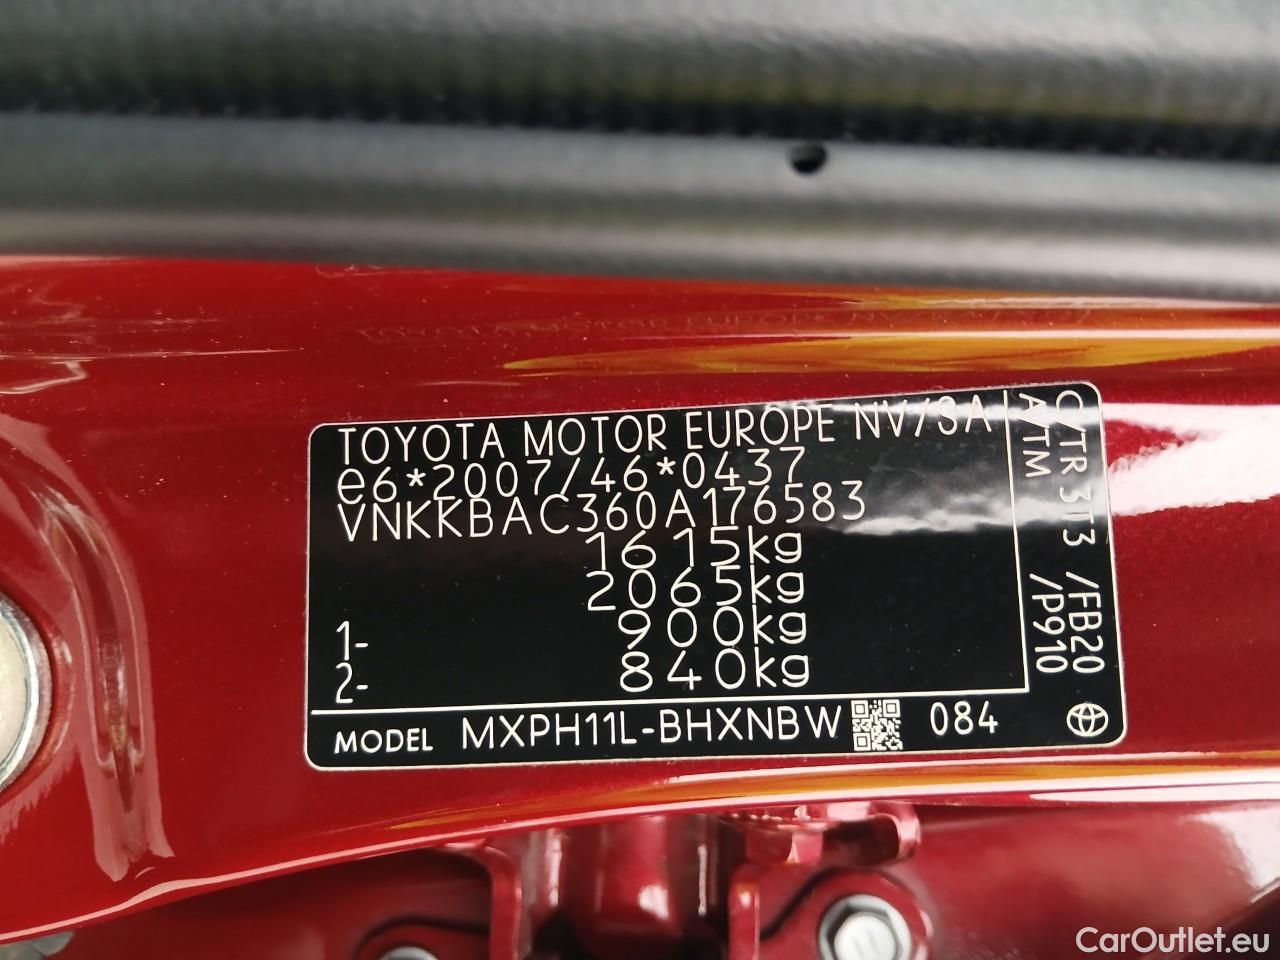 TOYOTA MOTOR EUROPE NV/SA
e6*2007/46*0437
VNKKBAC360A176583
1615kg
2065kg
1- 900kg
2- 840kg
C/TR 3T3 /FB20
A/TM /P910
MODEL MXPH11L-BHXNBW 084
CarOutlet.eu